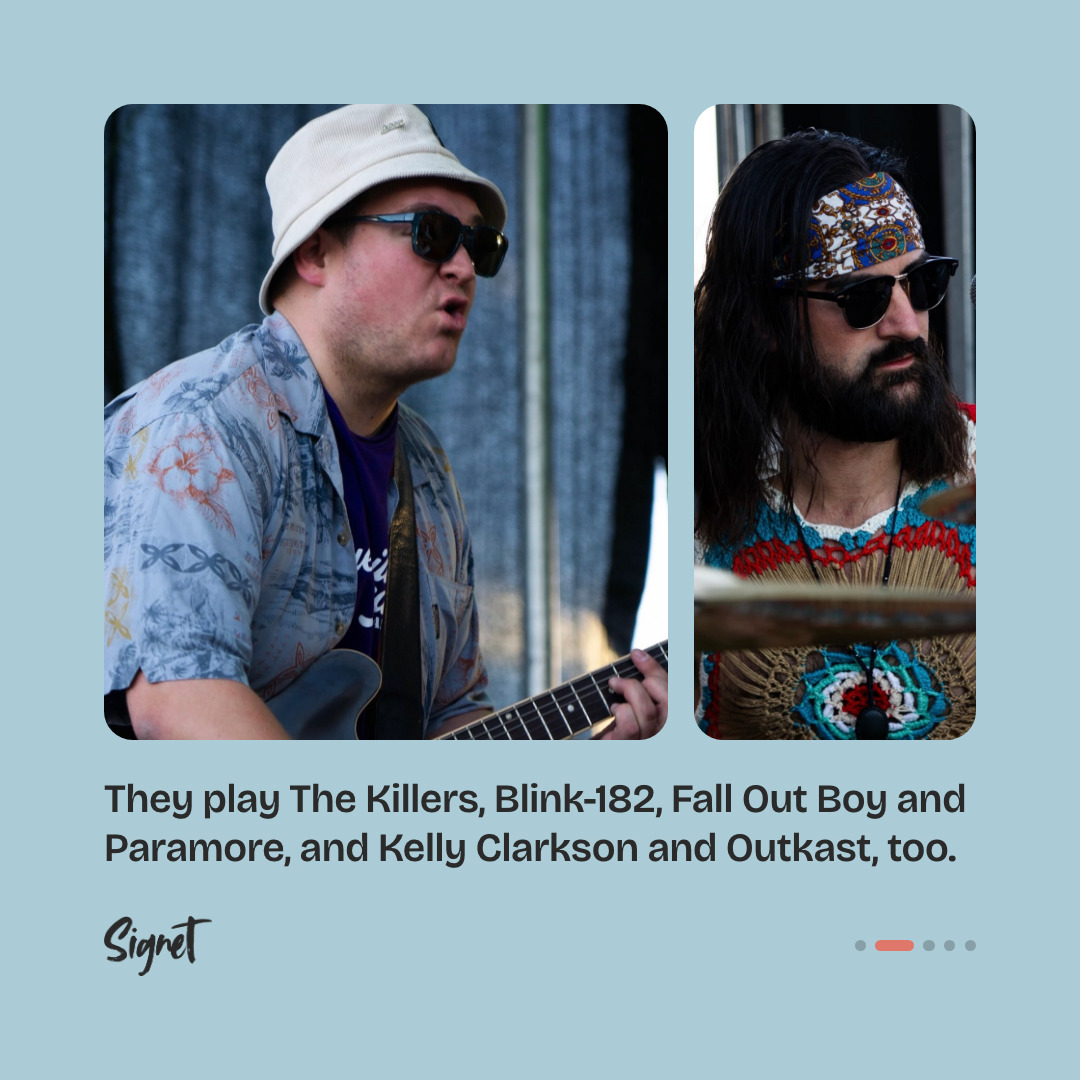 They play The Killers, Blink-182, Fall Out Boy and
Paramore, and Kelly Clarkson and Outkast, too.
Signet